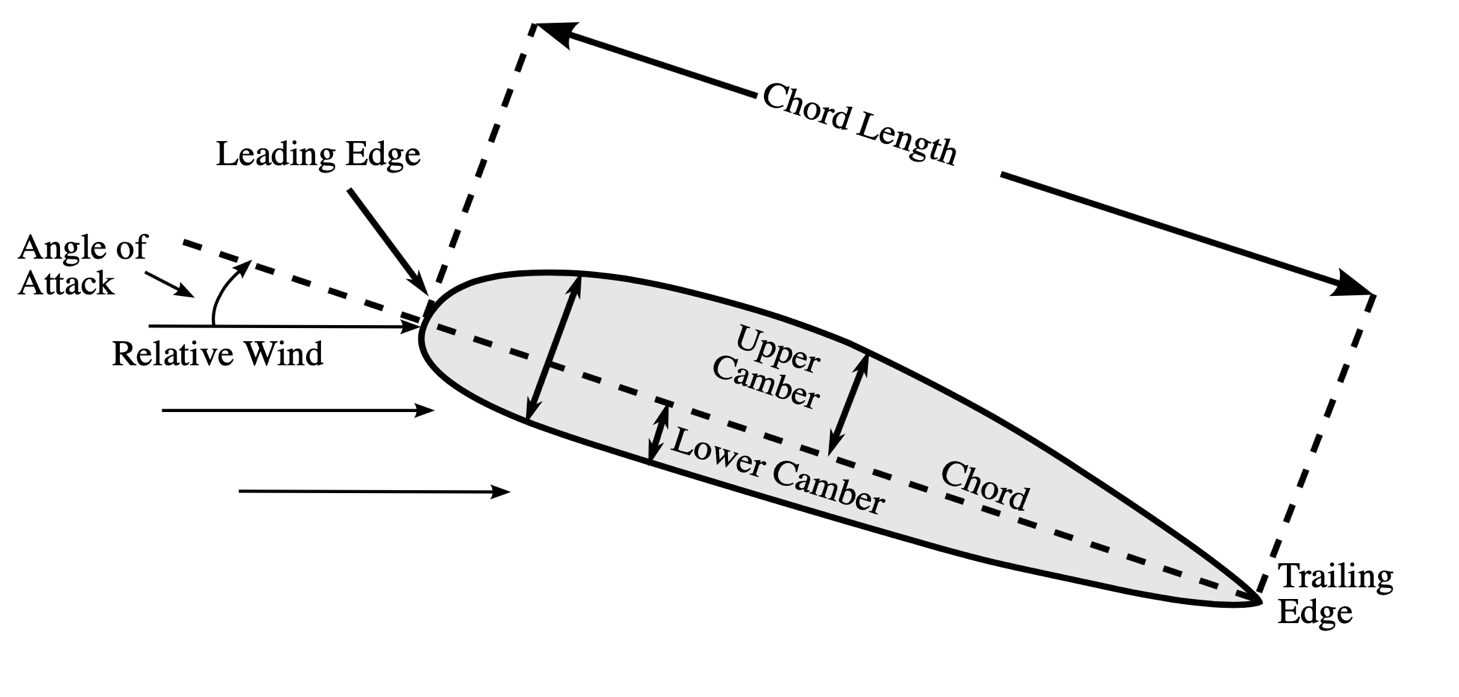 Chord Length
Leading Edge
Angle of
Attack
Relative Wind
Upper
Camber
Lower Camber
Chord
Trailing
Edge